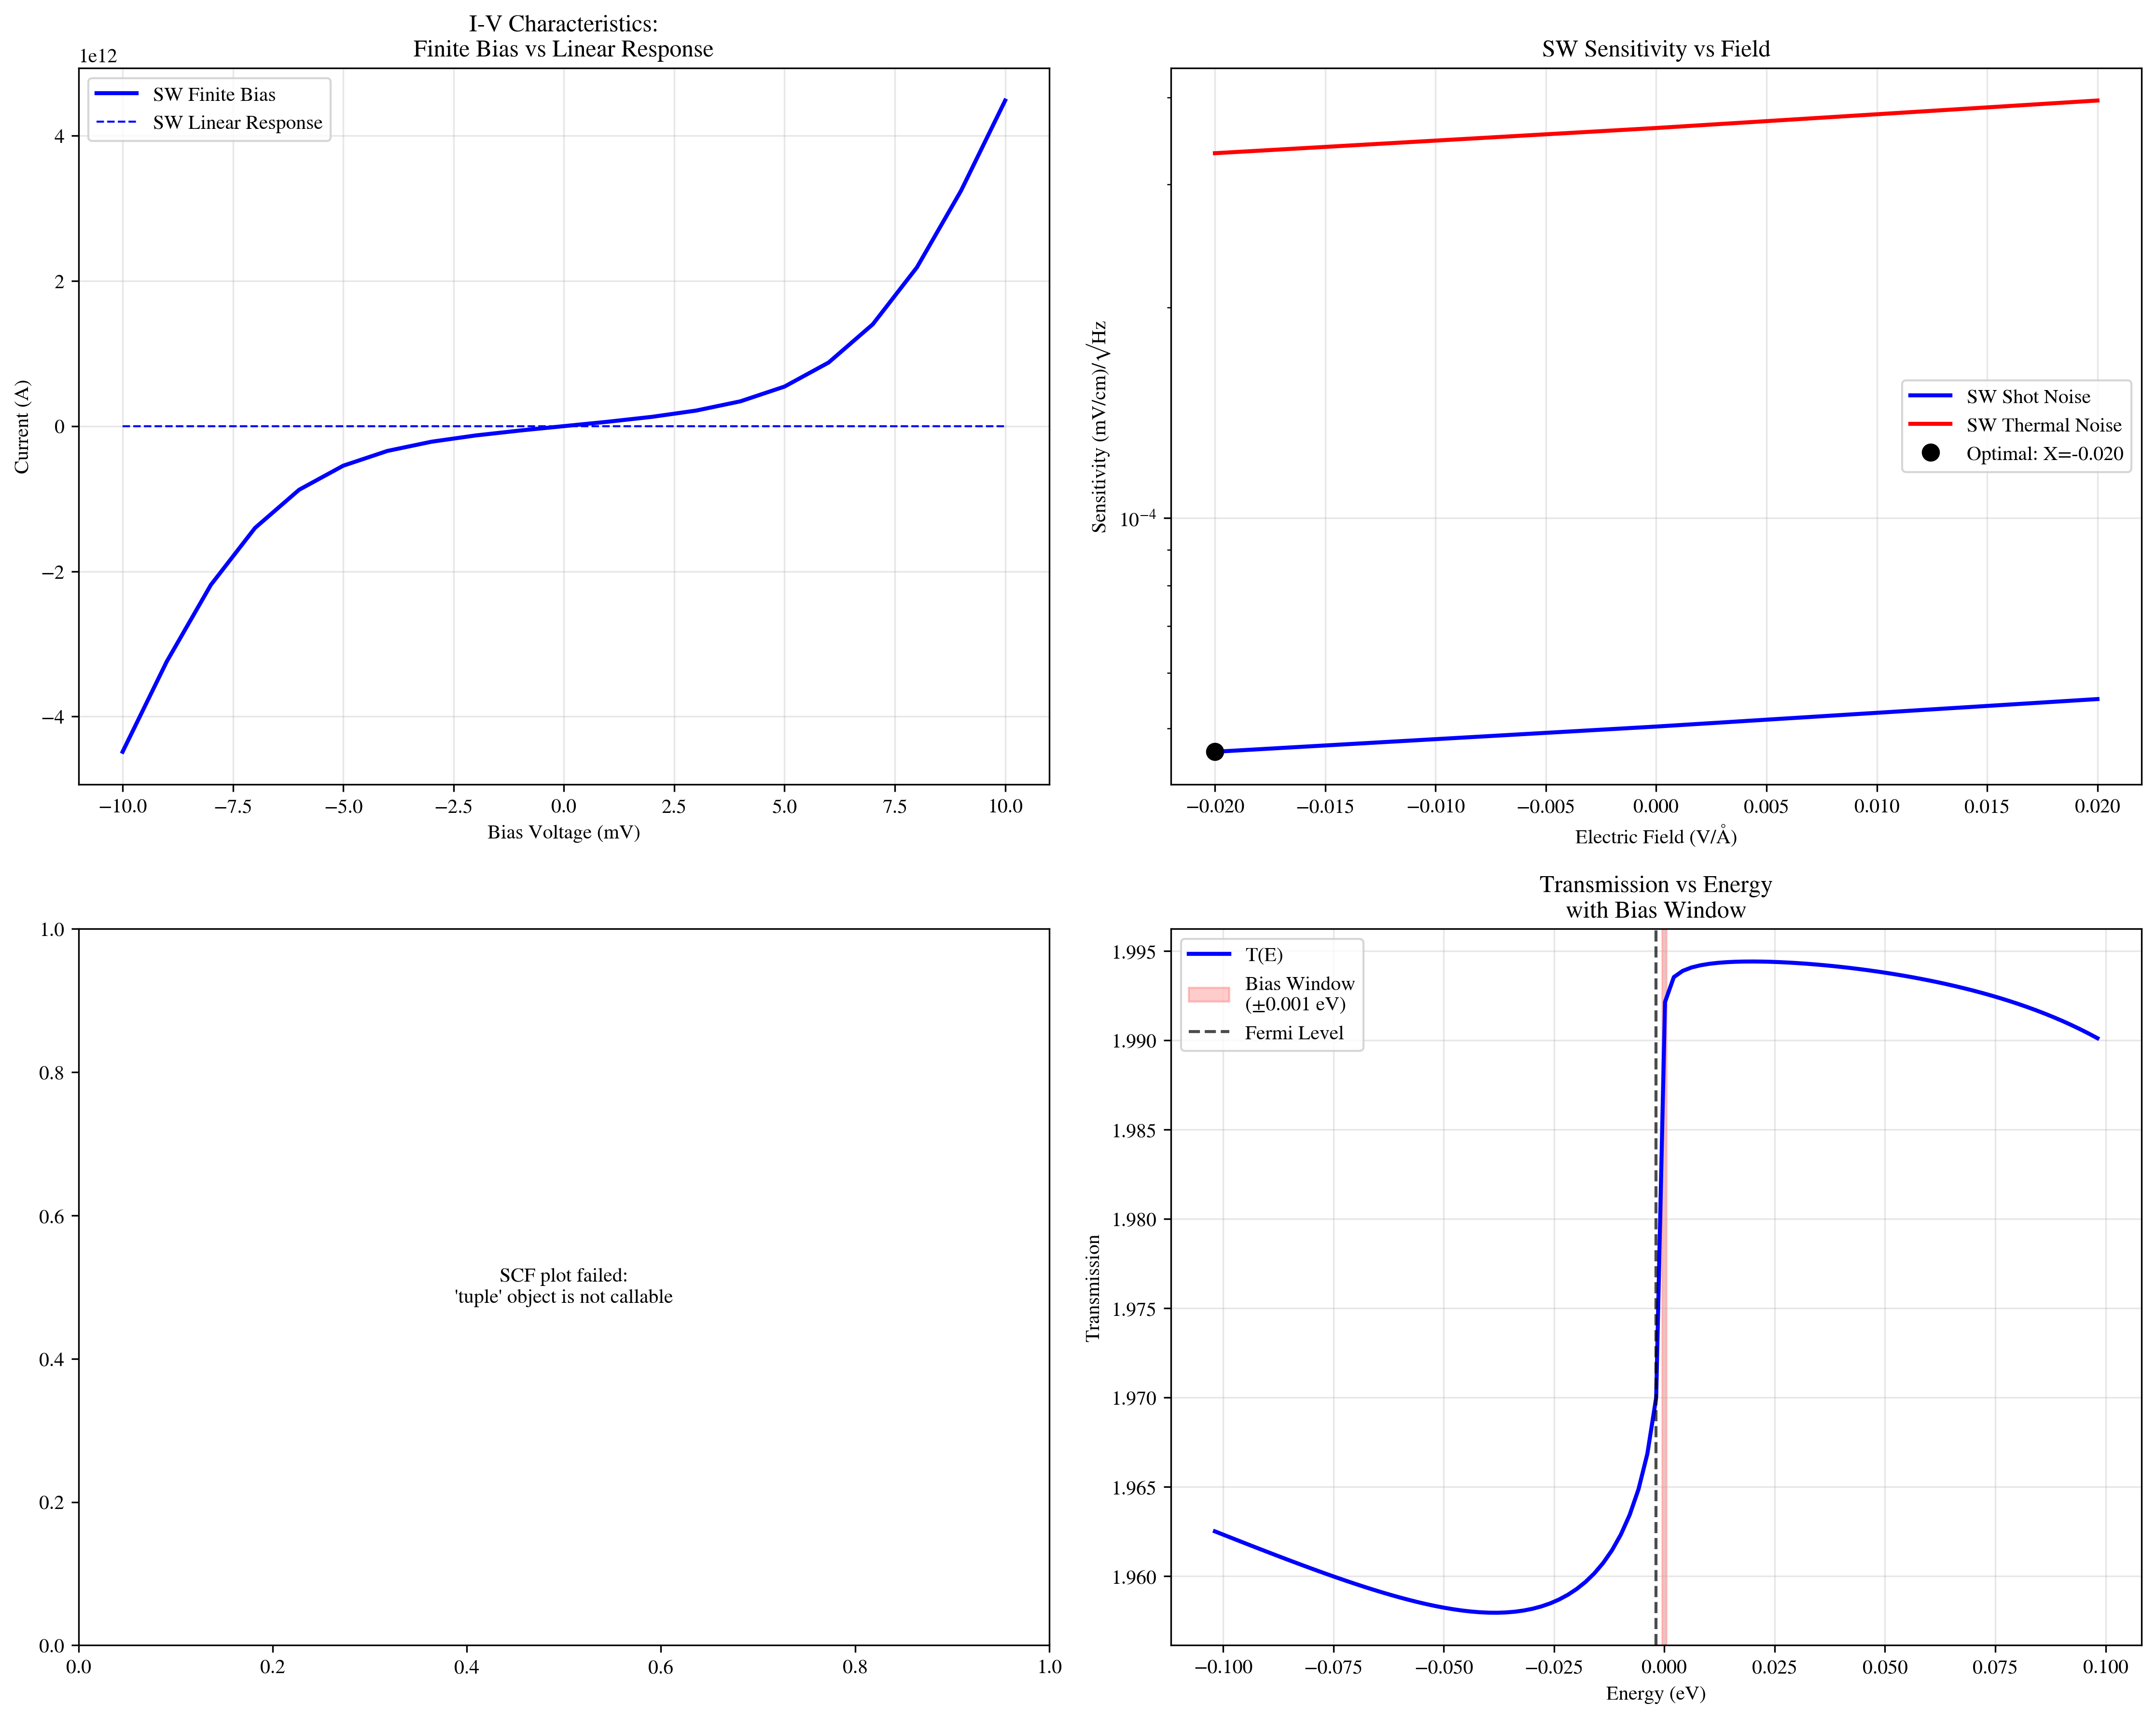 I-V Characteristics:
Finite Bias vs Linear Response
1e12
SW Finite Bias
SW Linear Response
4
2
0
−2
−4
Current (A)
−10.0 −7.5 −5.0 −2.5 0.0 2.5 5.0 7.5 10.0
Bias Voltage (mV)
SW Sensitivity vs Field
Sensitivity (mV/cm)/√Hz
10⁻⁴
SW Shot Noise
SW Thermal Noise
Optimal: X=-0.020
−0.020 −0.015 −0.010 −0.005 0.000 0.005 0.010 0.015 0.020
Electric Field (V/Å)
1.0
0.8
0.6
0.4
0.2
0.0
SCF plot failed:
'tuple' object is not callable
0.0 0.2 0.4 0.6 0.8 1.0
Transmission vs Energy
with Bias Window
T(E)
Bias Window
(±0.001 eV)
Fermi Level
1.995
1.990
1.985
1.980
1.975
1.970
1.965
1.960
Transmission
−0.100 −0.075 −0.050 −0.025 0.000 0.025 0.050 0.075 0.100
Energy (eV)